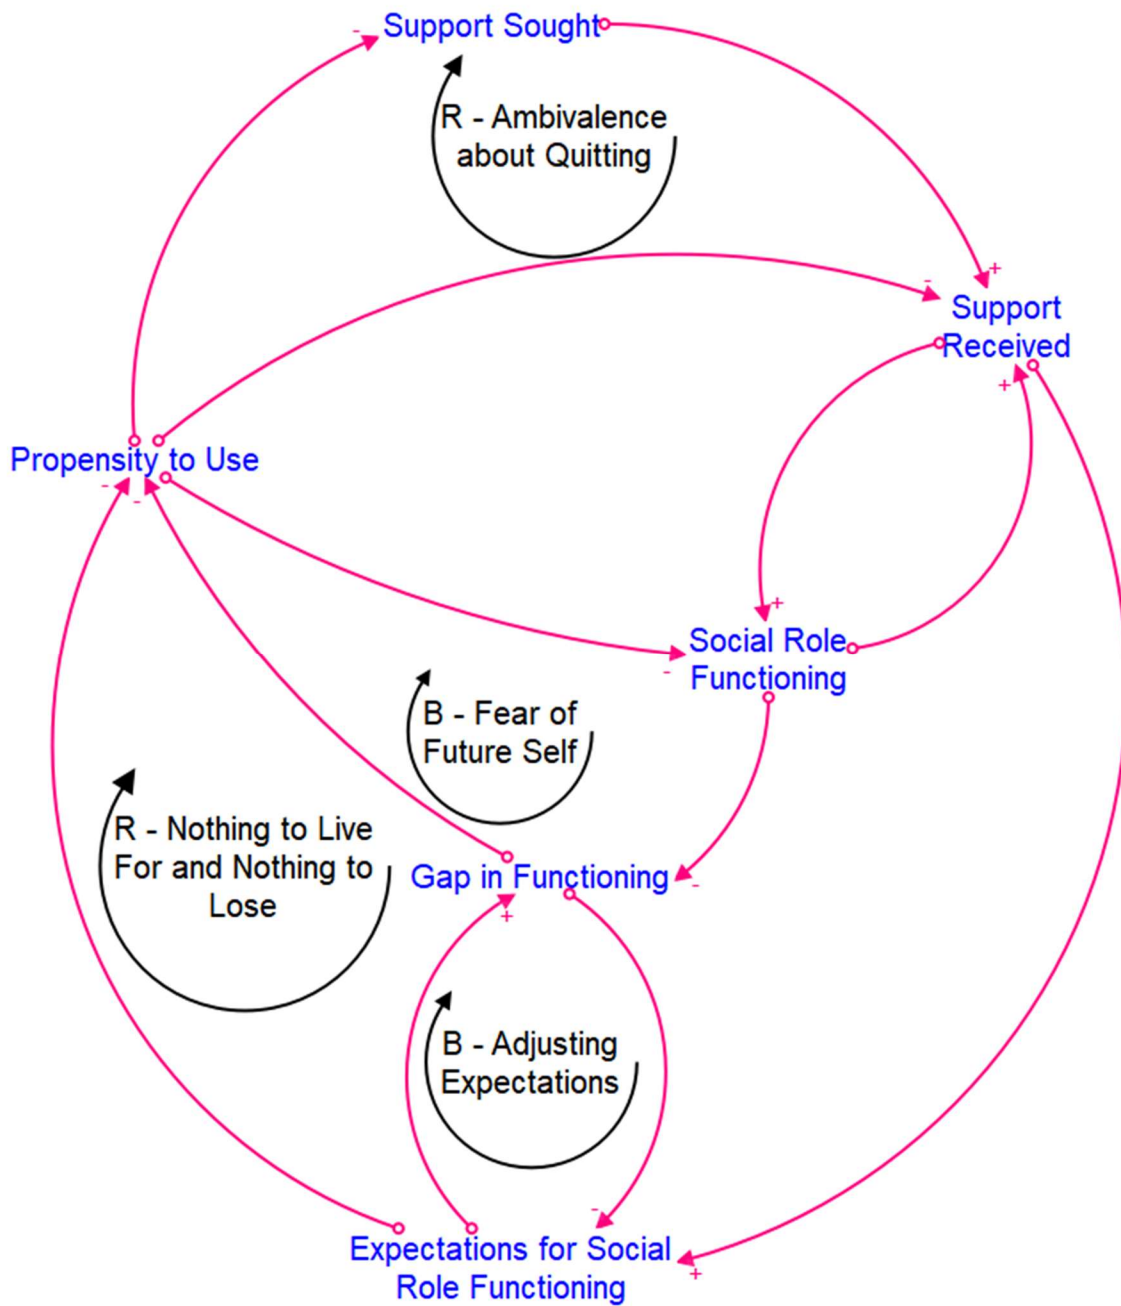 -
Support Sought
R - Ambivalence
about Quitting
+
-
Support
Received
+
Propensity to Use
-
-
+
Social Role
Functioning
-
B - Fear of
Future Self
R - Nothing to Live
For and Nothing to
Lose
Gap in Functioning
-
+
B - Adjusting
Expectations
-
Expectations for Social
Role Functioning
+